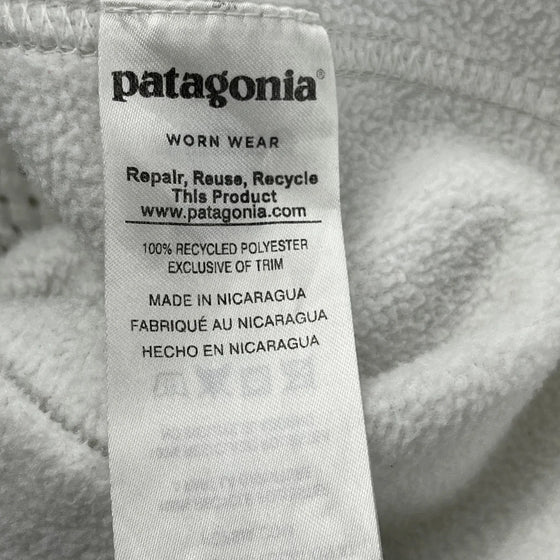 patagonia®
WORN WEAR
Repair, Reuse, Recycle
This Product
www.patagonia.com
100% RECYCLED POLYESTER
EXCLUSIVE OF TRIM
MADE IN NICARAGUA
FABRIQUÉ AU NICARAGUA
HECHO EN NICARAGUA